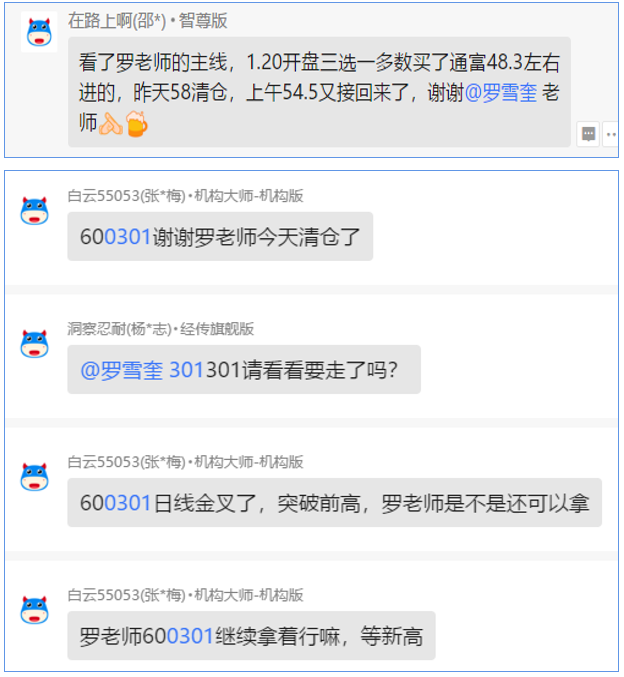 在路上啊(邵*)•智尊版
看了罗老师的主线，1.20开盘三选一多数买了通富48.3左右
进的，昨天58清仓，上午54.5又接回来了，谢谢@罗雪奎 老
师🙏🏻🍺
白云55053(张*梅)•机构大师-机构版
600301谢谢罗老师今天清仓了
洞察忍耐(杨*志)•经传旗舰版
@罗雪奎 301301请看看要走了吗？
白云55053(张*梅)•机构大师-机构版
600301日线金叉了，突破前高，罗老师是不是还可以拿
白云55053(张*梅)•机构大师-机构版
罗老师600301继续拿着行嘛，等新高